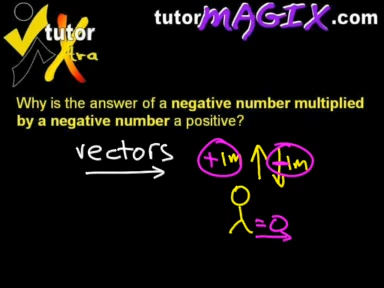 tutorMAGIX.com
tutor
Xtra
Why is the answer of a negative number multiplied
by a negative number a positive?
vectors
+1m ↑ ↓ +1m
= 0